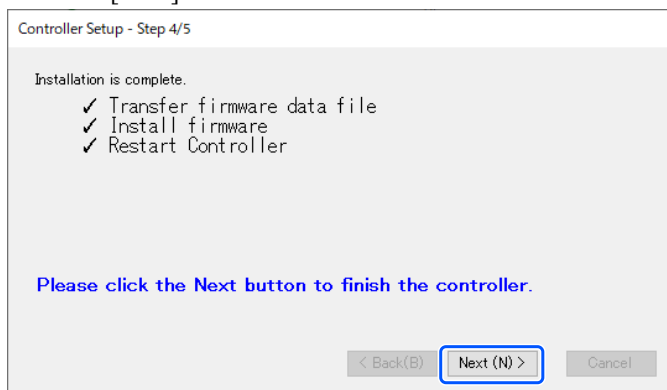 Controller Setup - Step 4/5
Installation is complete.
✓ Transfer firmware data file
✓ Install firmware
✓ Restart Controller
Please click the Next button to finish the controller.
< Back(B) Next (N) > Cancel